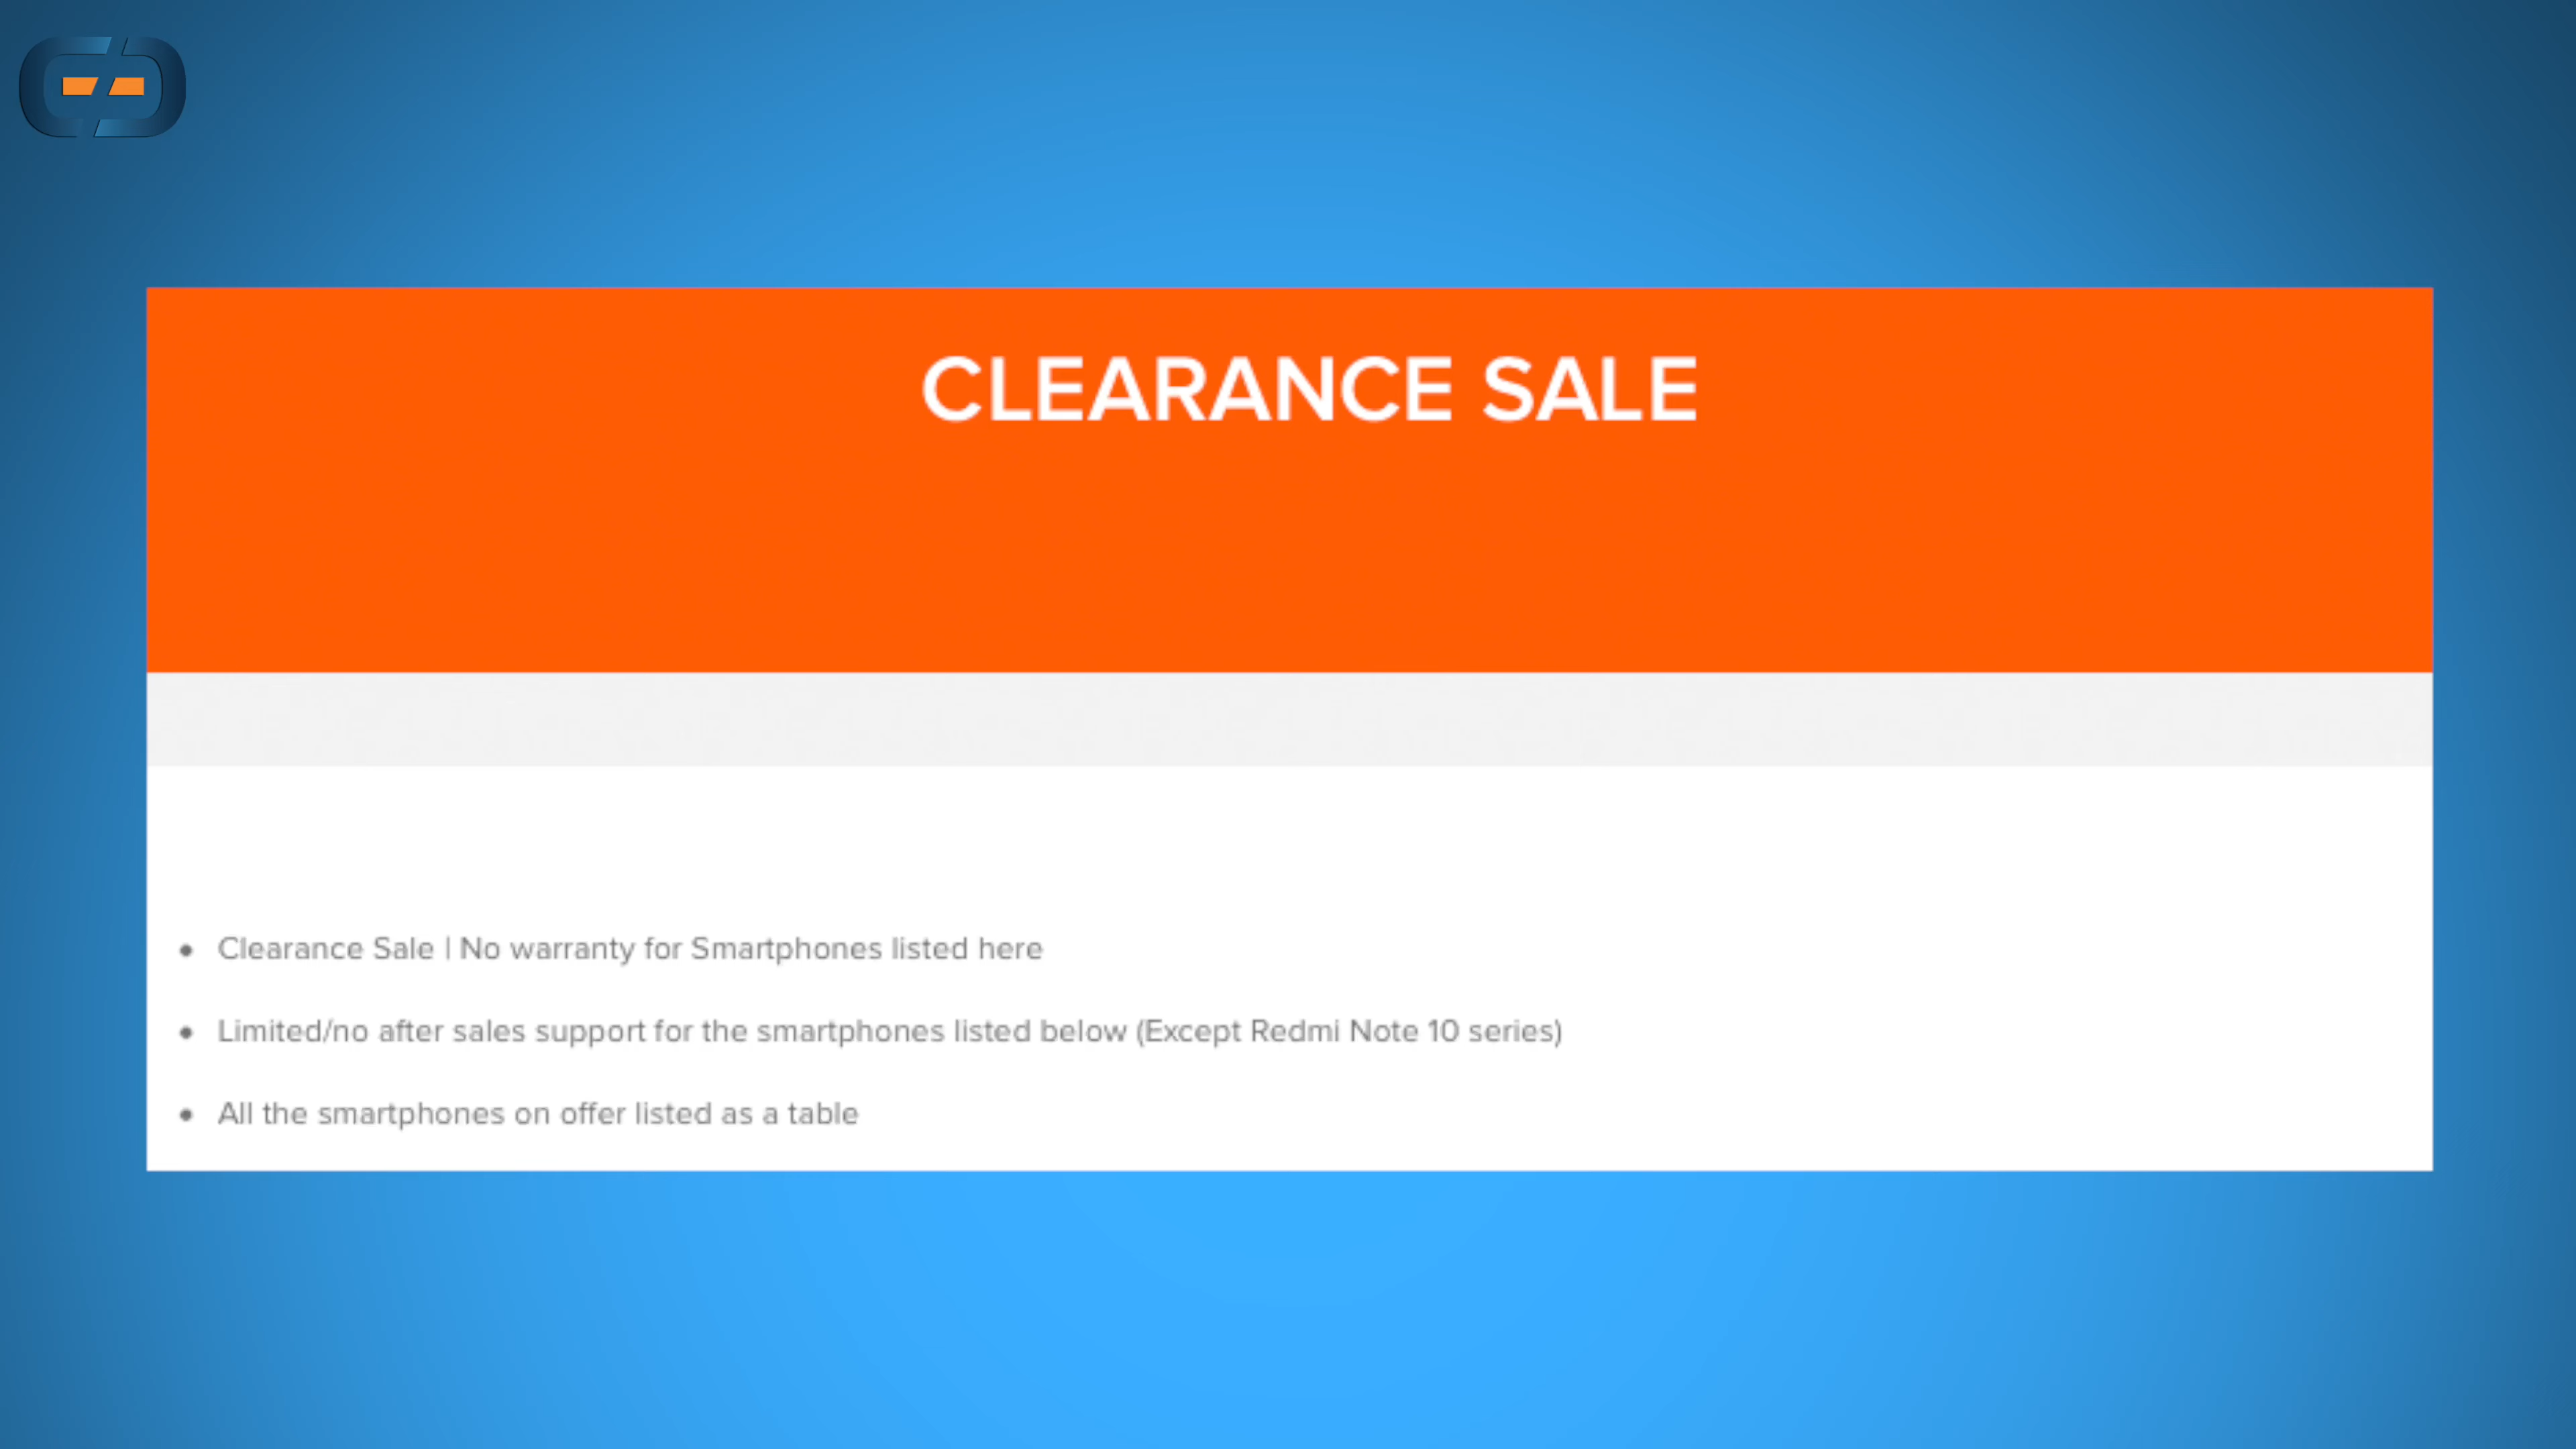 CLEARANCE SALE
Clearance Sale | No warranty for Smartphones listed here
Limited/no after sales support for the smartphones listed below (Except Redmi Note 10 series)
All the smartphones on offer listed as a table